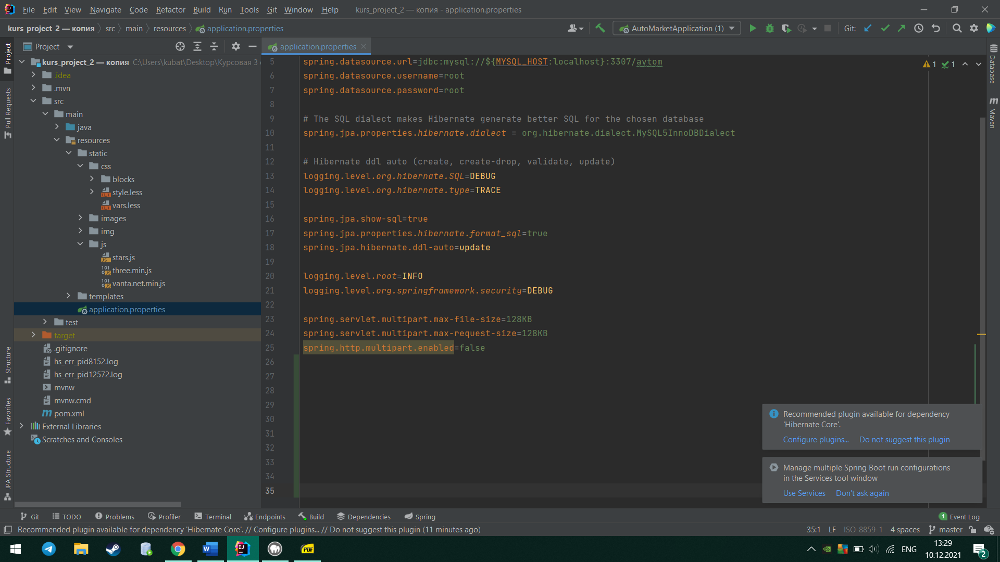 File Edit View Navigate Code Refactor Build Run Tools Git Window Help kurs_project_2 — копия - application.properties
kurs_project_2 — копия src main resources application.properties
AutoMarketApplication (1) Git:
Project
application.properties
kurs_project_2 — копия C:\Users\kubat\Desktop\Курсовая 3
.idea
.mvn
src
main
java
resources
static
css
blocks
style.less
vars.less
images
img
js
stars.js
three.min.js
vanta.net.min.js
templates
application.properties
test
target
.gitignore
hs_err_pid8152.log
hs_err_pid12572.log
mvnw
mvnw.cmd
pom.xml
External Libraries
Scratches and Consoles
Project
Pull Requests
Structure
Favorites
JPA Structure
5 spring.datasource.url=jdbc:mysql://${MYSQL_HOST:localhost}:3307/avtom
6 spring.datasource.username=root
7 spring.datasource.password=root
8
9 # The SQL dialect makes Hibernate generate better SQL for the chosen database
10 spring.jpa.properties.hibernate.dialect = org.hibernate.dialect.MySQL5InnoDBDialect
11
12 # Hibernate ddl auto (create, create-drop, validate, update)
13 logging.level.org.hibernate.SQL=DEBUG
14 logging.level.org.hibernate.type=TRACE
15
16 spring.jpa.show-sql=true
17 spring.jpa.properties.hibernate.format_sql=true
18 spring.jpa.hibernate.ddl-auto=update
19
20 logging.level.root=INFO
21 logging.level.org.springframework.security=DEBUG
22
23 spring.servlet.multipart.max-file-size=128KB
24 spring.servlet.multipart.max-request-size=128KB
25 spring.http.multipart.enabled=false
26
27
28
29
30
31
32
33
34
35
1 1
Database
Maven
Recommended plugin available for dependency
'Hibernate Core'.
Configure plugins... Do not suggest this plugin
Manage multiple Spring Boot run configurations
in the Services tool window
Use Services Don't ask again
Git TODO Problems Profiler Terminal Endpoints Build Dependencies Spring 1 Event Log
Recommended plugin available for dependency 'Hibernate Core'. // Configure plugins... // Do not suggest this plugin (11 minutes ago) 35:1 LF ISO-8859-1 4 spaces master
ENG
13:29
10.12.2021
2
PDF